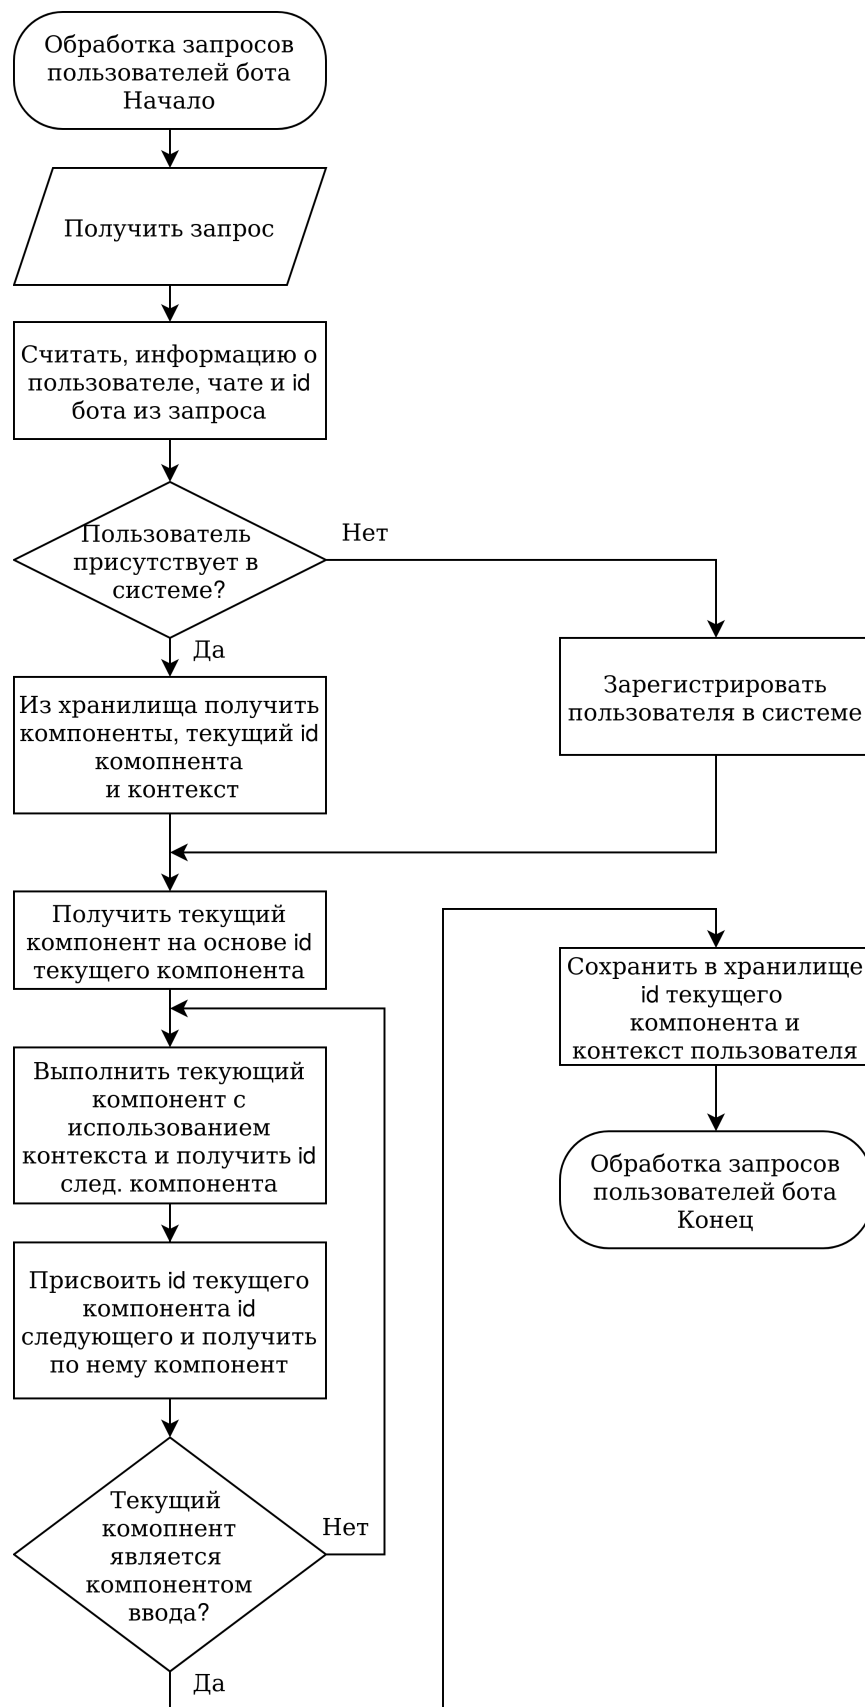 Обработка запросов
пользователей бота
Начало
Получить запрос
Считать, информацию о
пользователе, чате и id
бота из запроса
Пользователь
присутствует в
системе?
Нет
Да
Зарегистрировать
пользователя в системе
Из хранилища получить
компоненты, текущий id
комопнента
и контекст
Получить текущий
компонент на основе id
текущего компонента
Выполнить текующий
компонент с
использованием
контекста и получить id
след. компонента
Присвоить id текущего
компонента id
следующего и получить
по нему компонент
Текущий
комопнент
является
компонентом
ввода?
Нет
Да
Сохранить в хранилище
id текущего
компонента и
контекст пользователя
Обработка запросов
пользователей бота
Конец